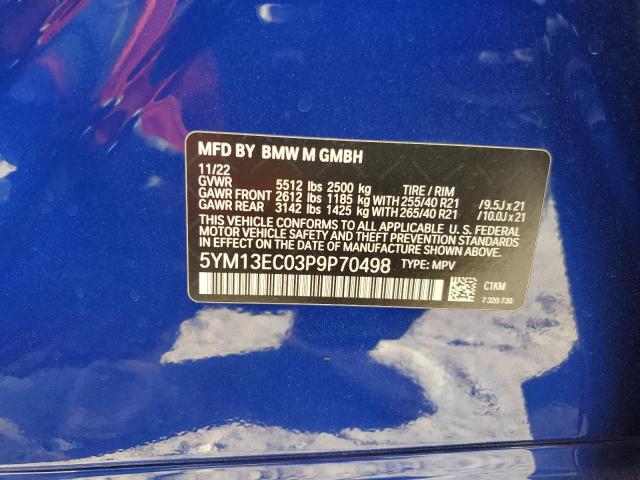 MFD BY BMW M GMBH
11/22
GVWR 5512 lbs 2500 kg TIRE / RIM
GAWR FRONT 2612 lbs 1185 kg WITH 255/40 R21 / 9.5J x 21
GAWR REAR 3142 lbs 1425 kg WITH 265/40 R21 / 10.0J x 21
THIS VEHICLE CONFORMS TO ALL APPLICABLE U. S. FEDERAL
MOTOR VEHICLE SAFETY AND THEFT PREVENTION STANDARDS
IN EFFECT ON THE DATE OF MANUFACTURE SHOWN ABOVE.
5YM13EC03P9P70498 TYPE: MPV
C1KM
7 320 730